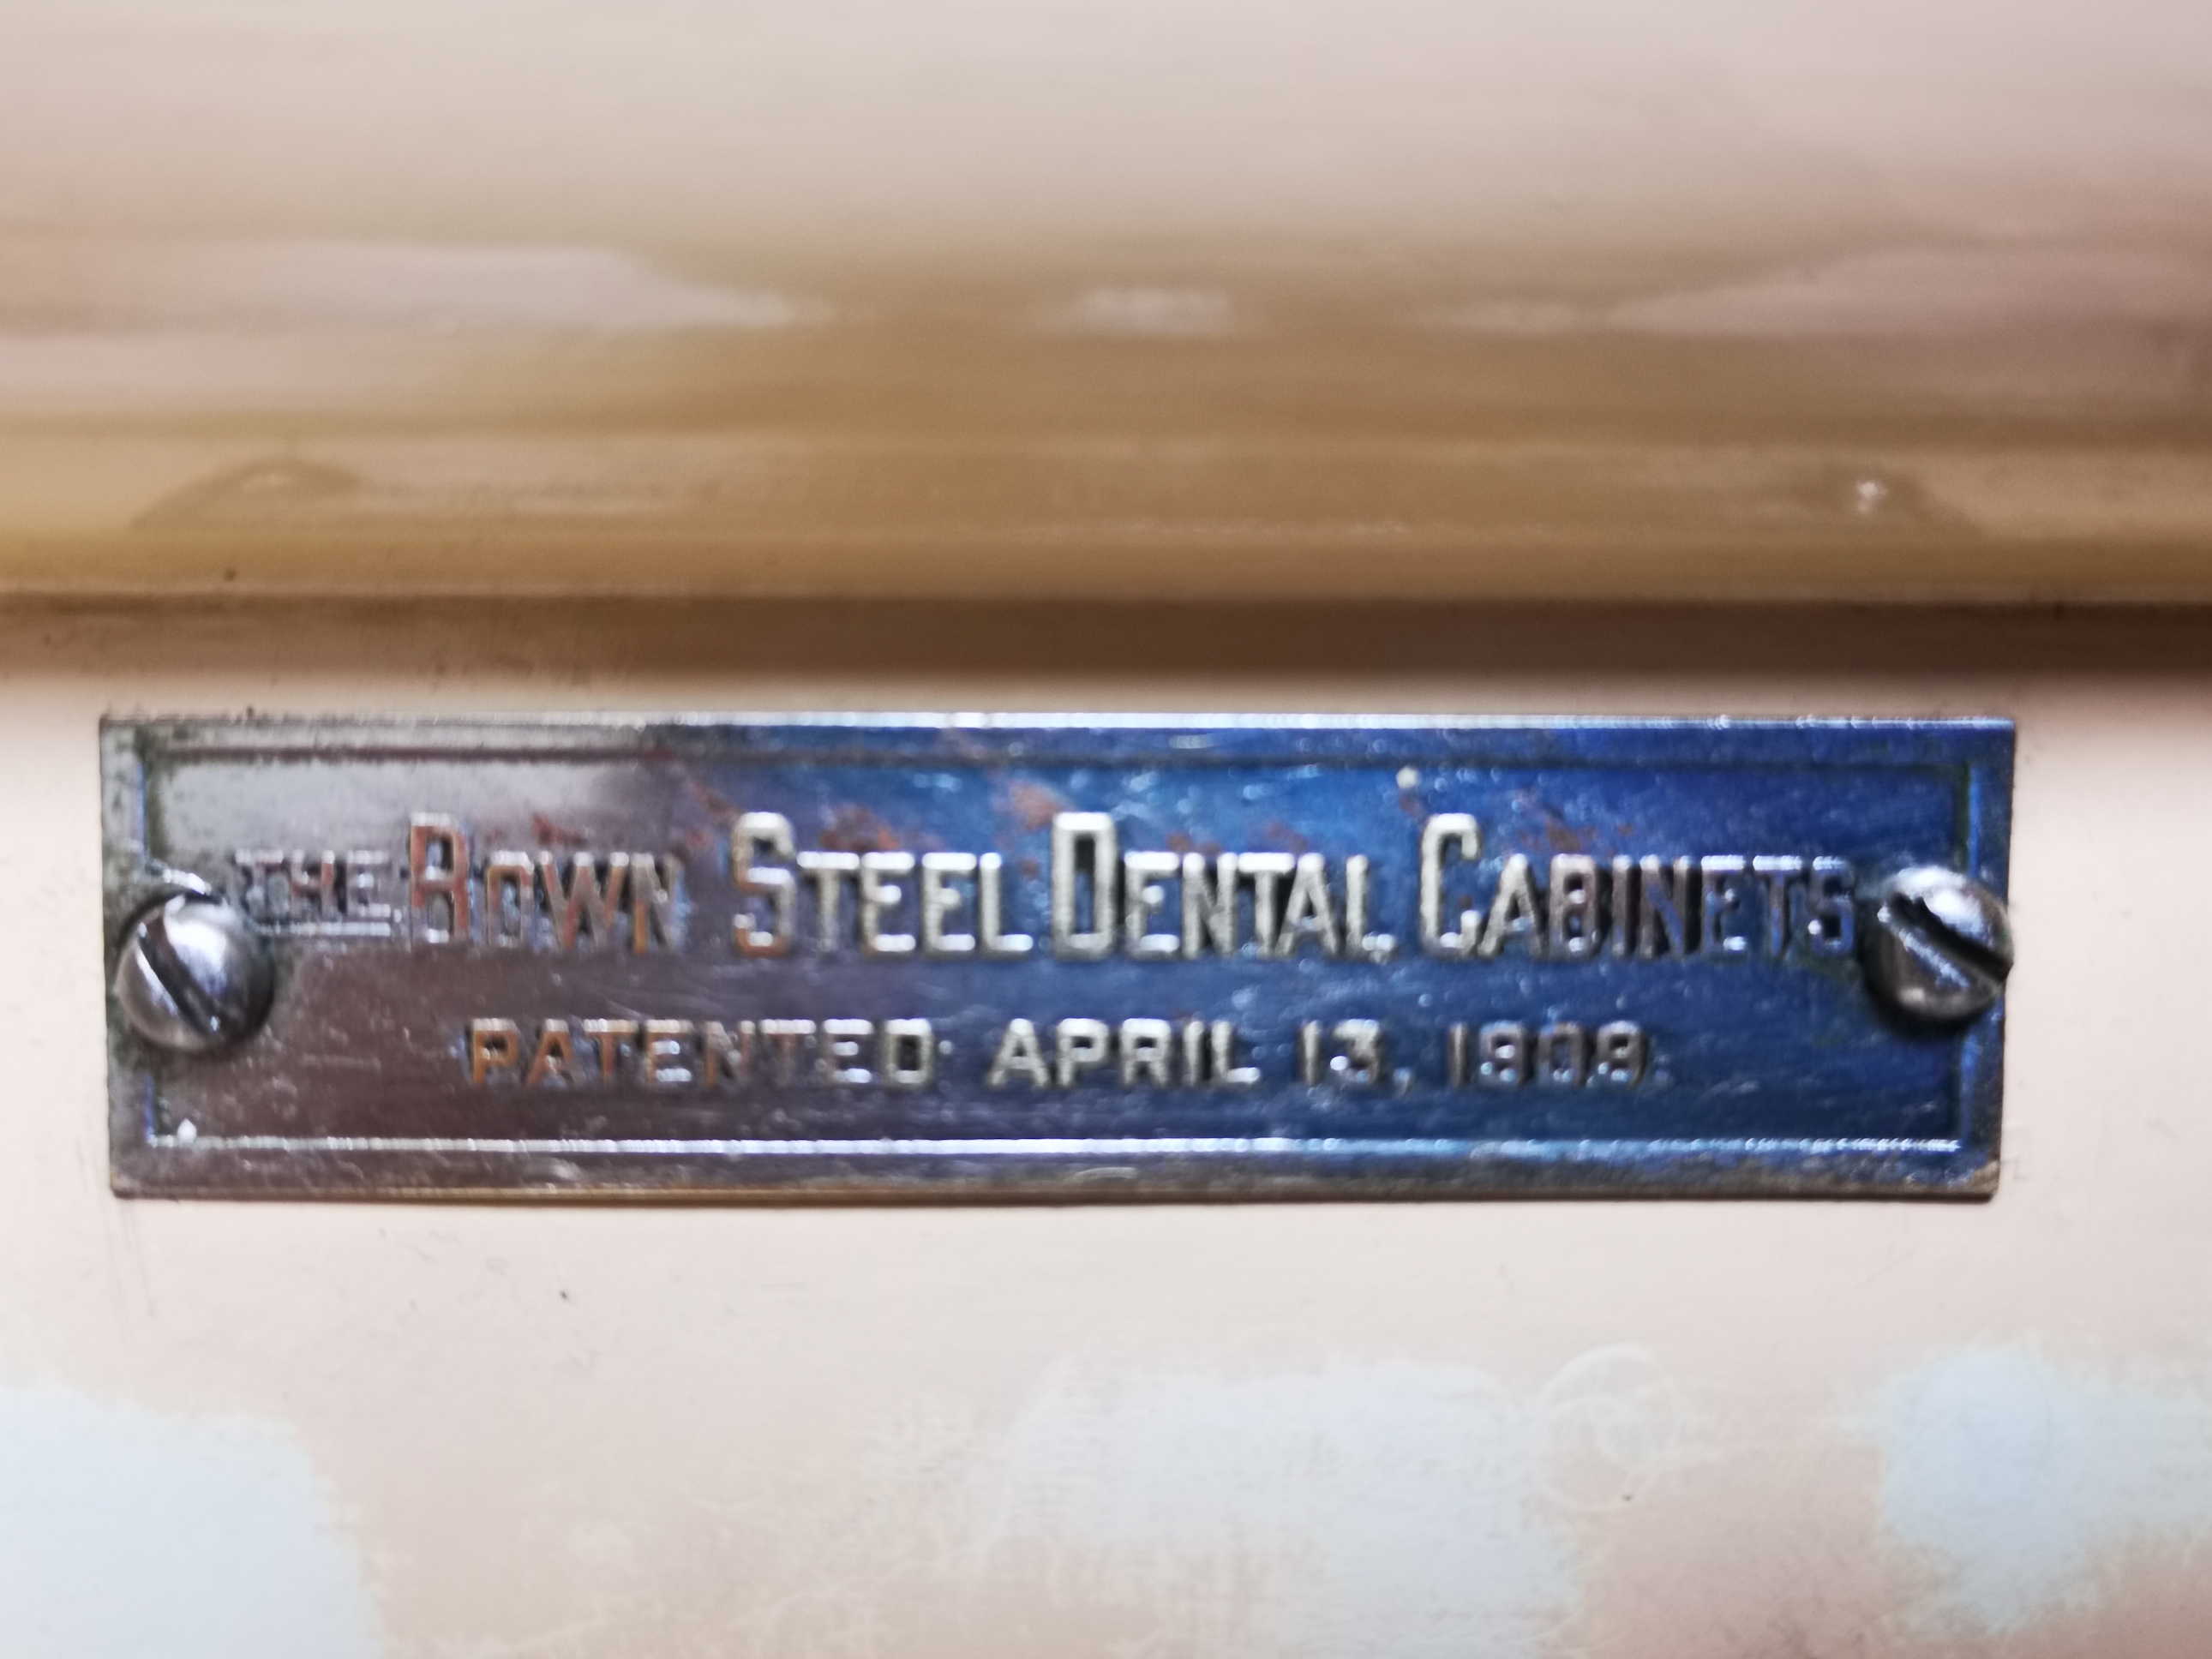 THE BOWN STEEL DENTAL CABINETS
PATENTED APRIL 13, 1909.